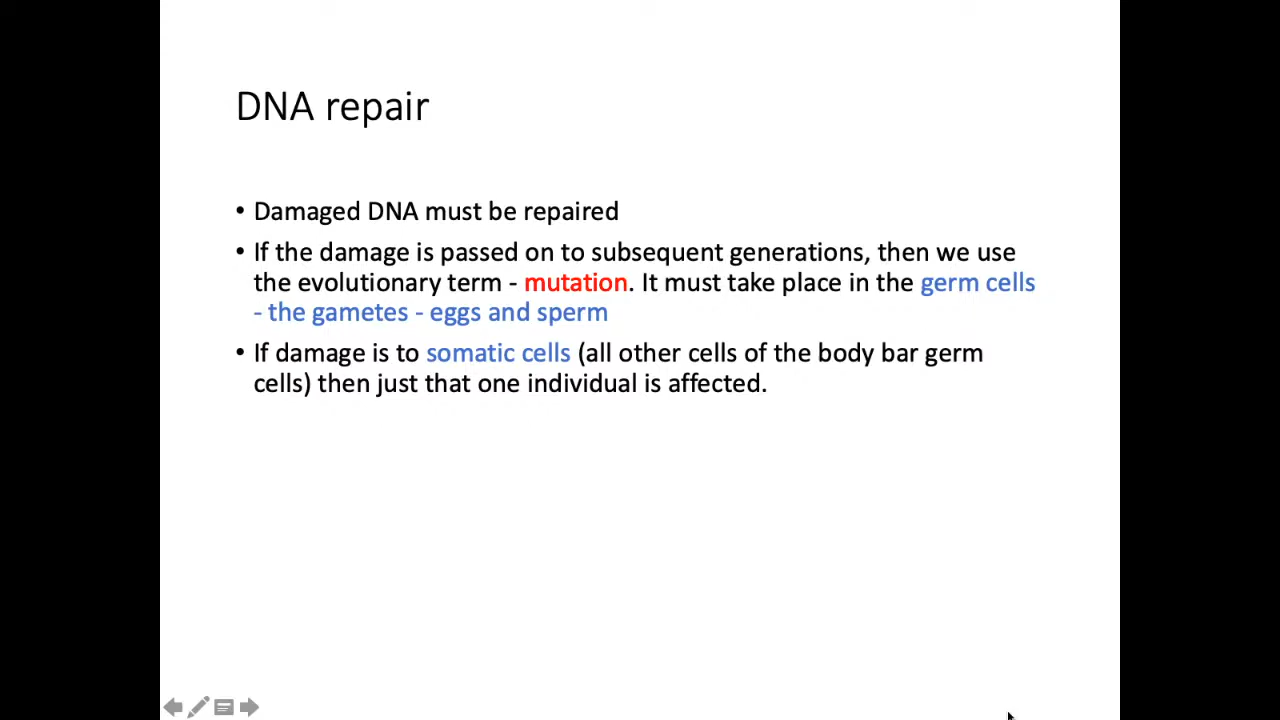 DNA repair
• Damaged DNA must be repaired
• If the damage is passed on to subsequent generations, then we use
the evolutionary term - mutation. It must take place in the germ cells
- the gametes - eggs and sperm
• If damage is to somatic cells (all other cells of the body bar germ
cells) then just that one individual is affected.